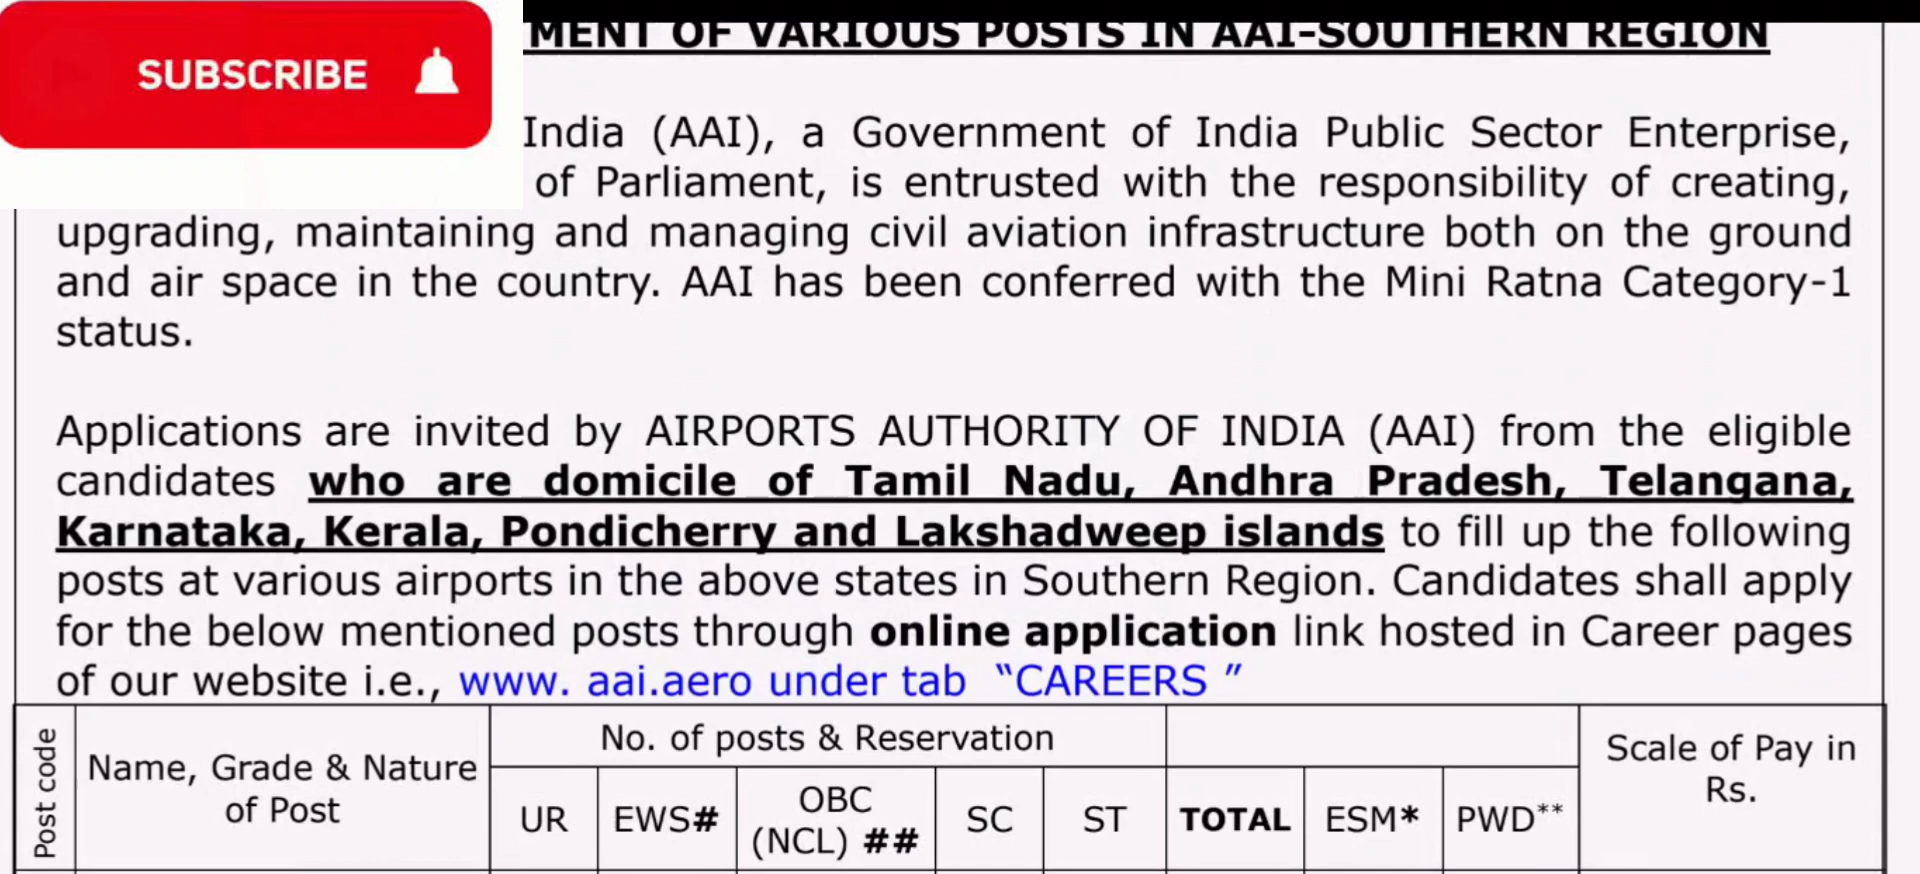 SUBSCRIBE
MENT OF VARIOUS POSTS IN AAI-SOUTHERN REGION
India (AAI), a Government of India Public Sector Enterprise,
of Parliament, is entrusted with the responsibility of creating,
upgrading, maintaining and managing civil aviation infrastructure both on the ground
and air space in the country. AAI has been conferred with the Mini Ratna Category-1
status.
Applications are invited by AIRPORTS AUTHORITY OF INDIA (AAI) from the eligible
candidates who are domicile of Tamil Nadu, Andhra Pradesh, Telangana,
Karnataka, Kerala, Pondicherry and Lakshadweep islands to fill up the following
posts at various airports in the above states in Southern Region. Candidates shall apply
for the below mentioned posts through online application link hosted in Career pages
of our website i.e., www. aai.aero under tab "CAREERS "
Post code
Name, Grade & Nature
of Post
No. of posts & Reservation
UR
EWS#
OBC
(NCL) ##
SC
ST
TOTAL
ESM*
PWD**
Scale of Pay in
Rs.